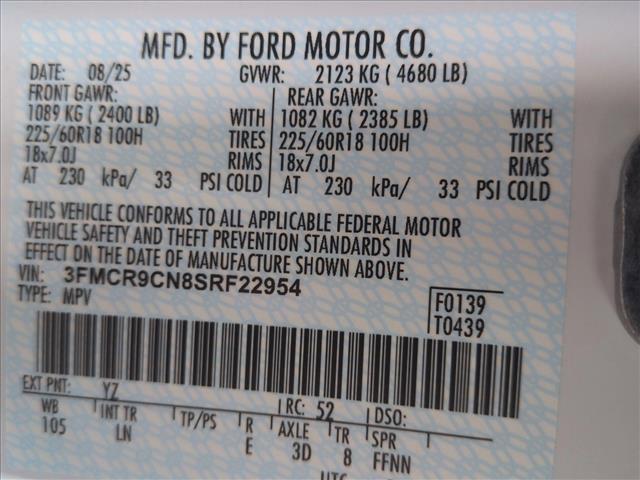 MFD. BY FORD MOTOR CO.
DATE: 08/25 GVWR: 2123 KG ( 4680 LB)
FRONT GAWR: REAR GAWR:
1089 KG ( 2400 LB) WITH 1082 KG ( 2385 LB) WITH
225/60R18 100H TIRES 225/60R18 100H TIRES
18x7.0J RIMS 18x7.0J RIMS
AT 230 kPa/ 33 PSI COLD AT 230 kPa/ 33 PSI COLD
THIS VEHICLE CONFORMS TO ALL APPLICABLE FEDERAL MOTOR
VEHICLE SAFETY AND THEFT PREVENTION STANDARDS IN
EFFECT ON THE DATE OF MANUFACTURE SHOWN ABOVE.
VIN: 3FMCR9CN8SRF22954
TYPE: MPV F0139
T0439
EXT PNT: YZ RC: 52 DSO:
WB INT TR TP/PS R AXLE TR SPR
105 LN E 3D 8 FFNN